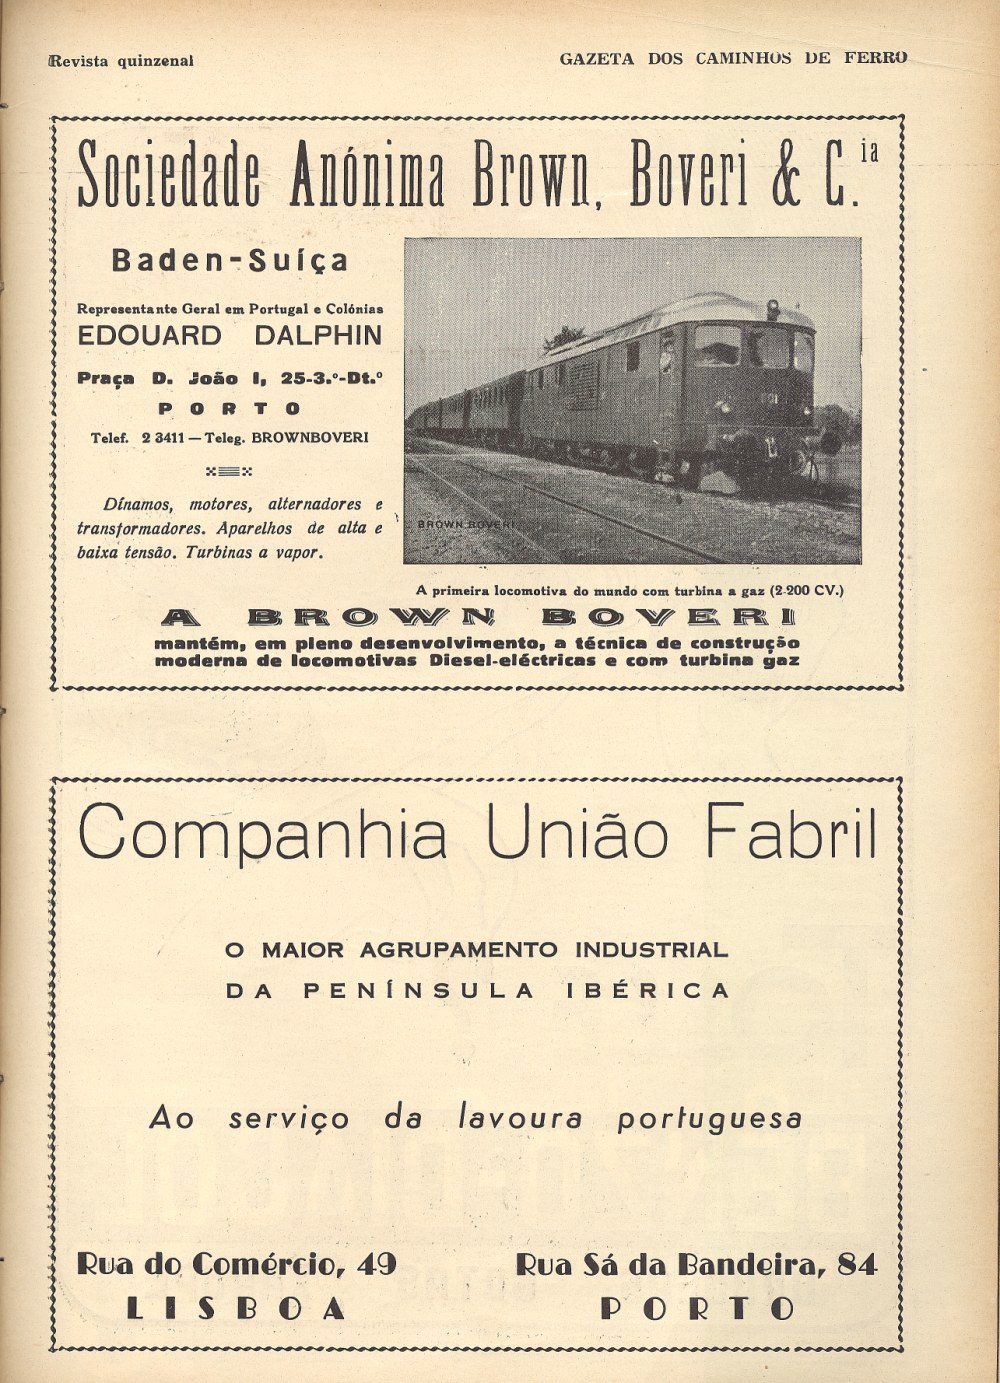 Revista quinzenal
GAZETA DOS CAMINHOS DE FERRO
Sociedade Anónima Brown, Boveri & C.ia
Baden-Suíça
Representante Geral em Portugal e Colónias
EDOUARD DALPHIN
Praça D. João I, 25-3.º-Dt.º
PORTO
Telef. 2 3411 — Teleg. BROWNBOVERI
Dínamos, motores, alternadores e
transformadores. Aparelhos de alta e
baixa tensão. Turbinas a vapor.
BROWN BOVERI
A primeira locomotiva do mundo com turbina a gaz (2-200 CV.)
A BROWN BOVERI
mantém, em pleno desenvolvimento, a técnica de construção
moderna de locomotivas Diesel-eléctricas e com turbina gaz
Companhia União Fabril
O MAIOR AGRUPAMENTO INDUSTRIAL
DA PENÍNSULA IBÉRICA
Ao serviço da lavoura portuguesa
Rua do Comércio, 49
LISBOA
Rua Sá da Bandeira, 84
PORTO